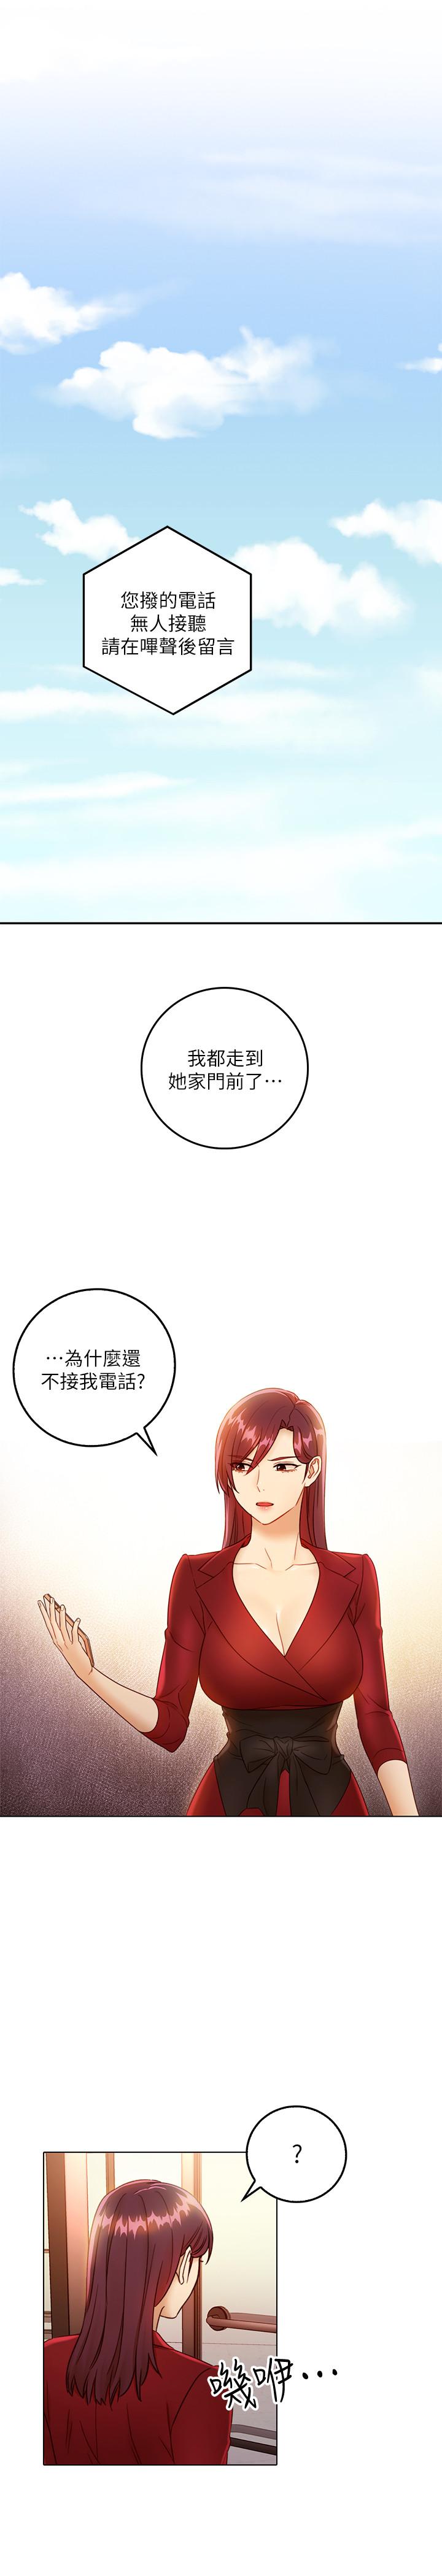 您撥的電話
無人接聽
請在嗶聲後留言
我都走到
她家門前了⋯
⋯為什麼還
不接我電話?
?
嘰咿⋯